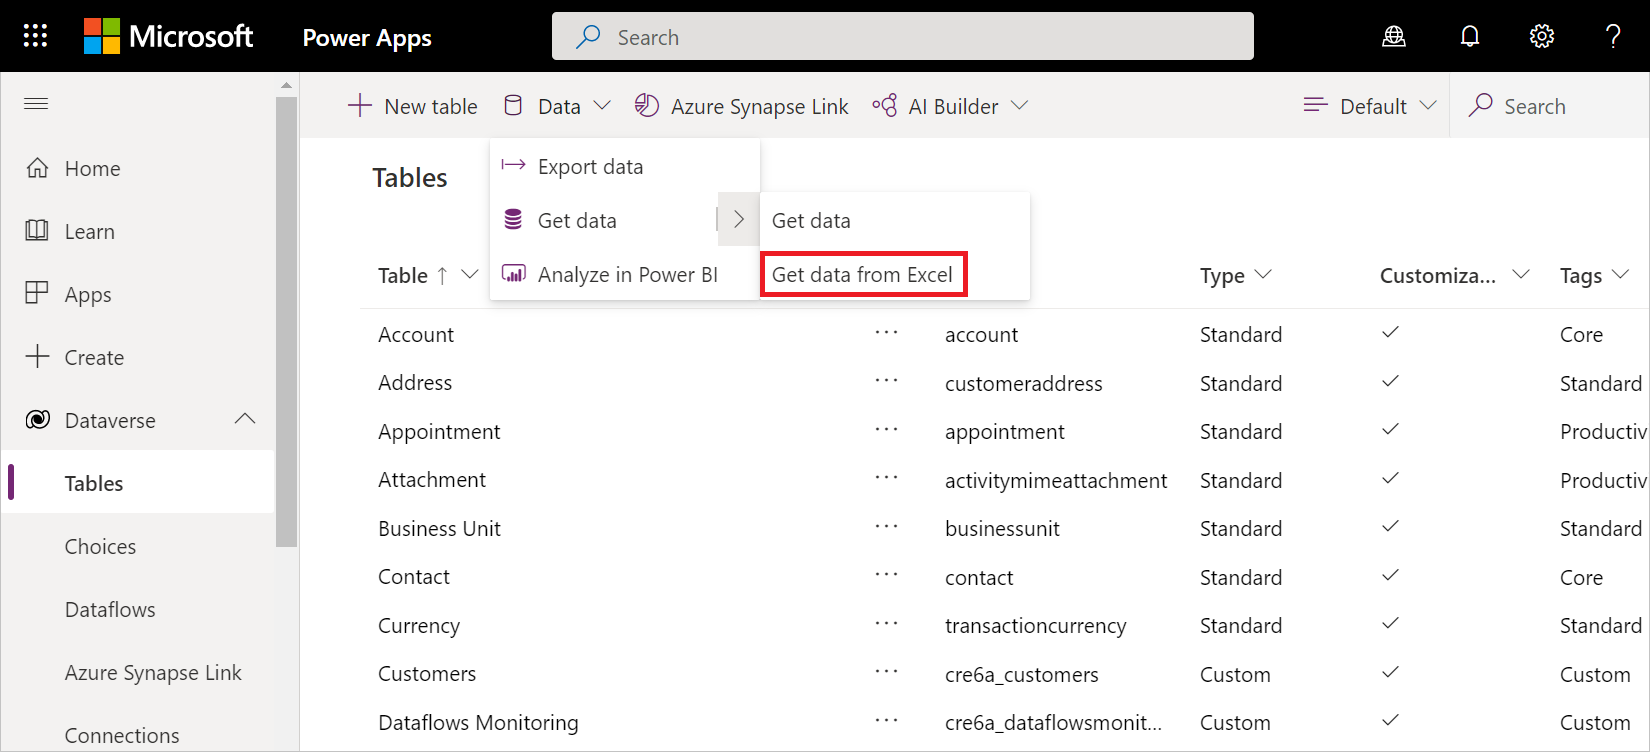 Microsoft Power Apps Search ?
New table Data Azure Synapse Link AI Builder Default Search
Home
Learn
Apps
Create
Dataverse
Tables
Choices
Dataflows
Azure Synapse Link
Connections
Tables
Export data
Get data
Analyze in Power BI
Get data
Get data from Excel
Table ↑ Type Customiza... Tags
Account ... account Standard ✓ Core
Address ... customeraddress Standard ✓ Standard
Appointment ... appointment Standard ✓ Productiv
Attachment ... activitymimeattachment Standard ✓ Productiv
Business Unit ... businessunit Standard ✓ Standard
Contact ... contact Standard ✓ Core
Currency ... transactioncurrency Standard ✓ Standard
Customers ... cre6a_customers Custom ✓ Custom
Dataflows Monitoring ... cre6a_dataflowsmonit... Custom ✓ Custom